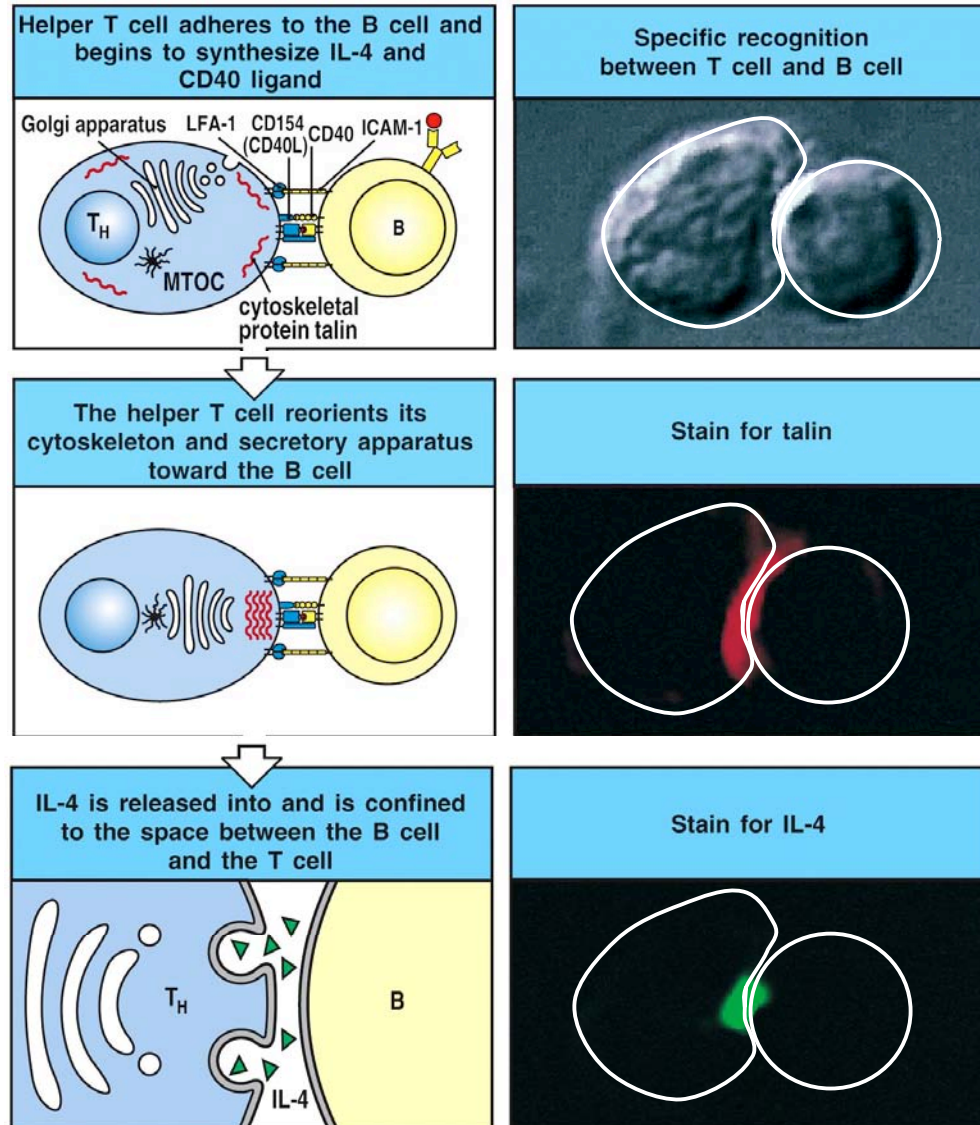 Helper T cell adheres to the B cell and
begins to synthesize IL-4 and
CD40 ligand
Specific recognition
between T cell and B cell
Golgi apparatus
LFA-1
CD154
(CD40L)
CD40
ICAM-1
TH
B
MTOC
cytoskeletal
protein talin
The helper T cell reorients its
cytoskeleton and secretory apparatus
toward the B cell
Stain for talin
IL-4 is released into and is confined
to the space between the B cell
and the T cell
Stain for IL-4
TH
B
IL-4